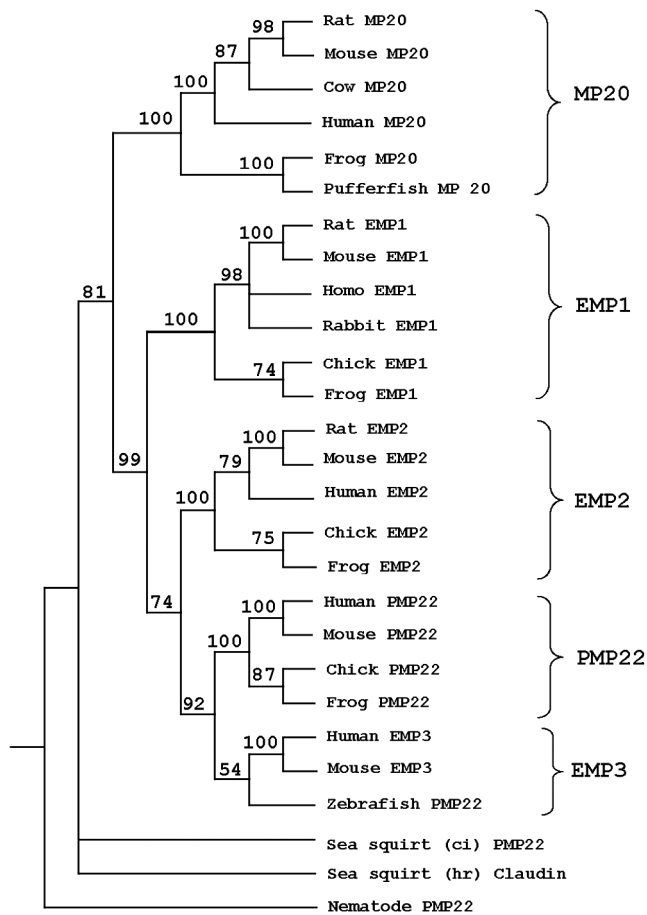 Rat MP20
98
Mouse MP20
87
Cow MP20
100
MP20
Human MP20
100
Frog MP20
100
Pufferfish MP 20
Rat EMP1
100
Mouse EMP1
98
Homo EMP1
81
EMP1
100
Rabbit EMP1
Chick EMP1
74
Frog EMP1
Rat EMP2
100
Mouse EMP2
99
79
Human EMP2
100
EMP2
Chick EMP2
75
Frog EMP2
Human PMP22
100
74
Mouse PMP22
100
PMP22
Chick PMP22
87
Frog PMP22
92
Human EMP3
100
Mouse EMP3
54
EMP3
Zebrafish PMP22
Sea squirt (ci) PMP22
Sea squirt (hr) Claudin
Nematode PMP22